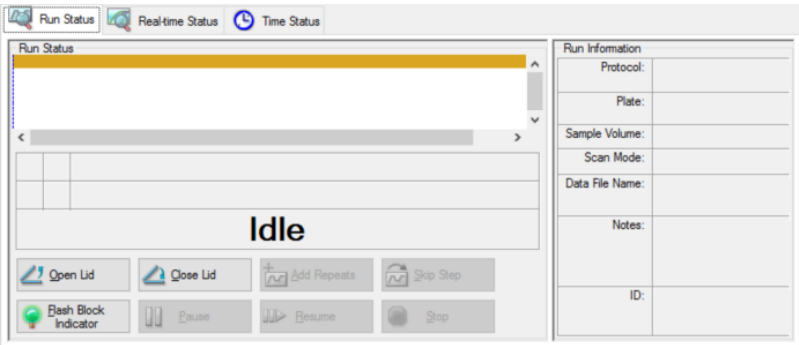 Run Status
Real-time Status
Time Status
Run Status
Idle
Open Lid
Close Lid
Add Repeats
Skip Step
Flash Block
Indicator
Pause
Resume
Stop
Run Information
Protocol:
Plate:
Sample Volume:
Scan Mode:
Data File Name:
Notes:
ID: